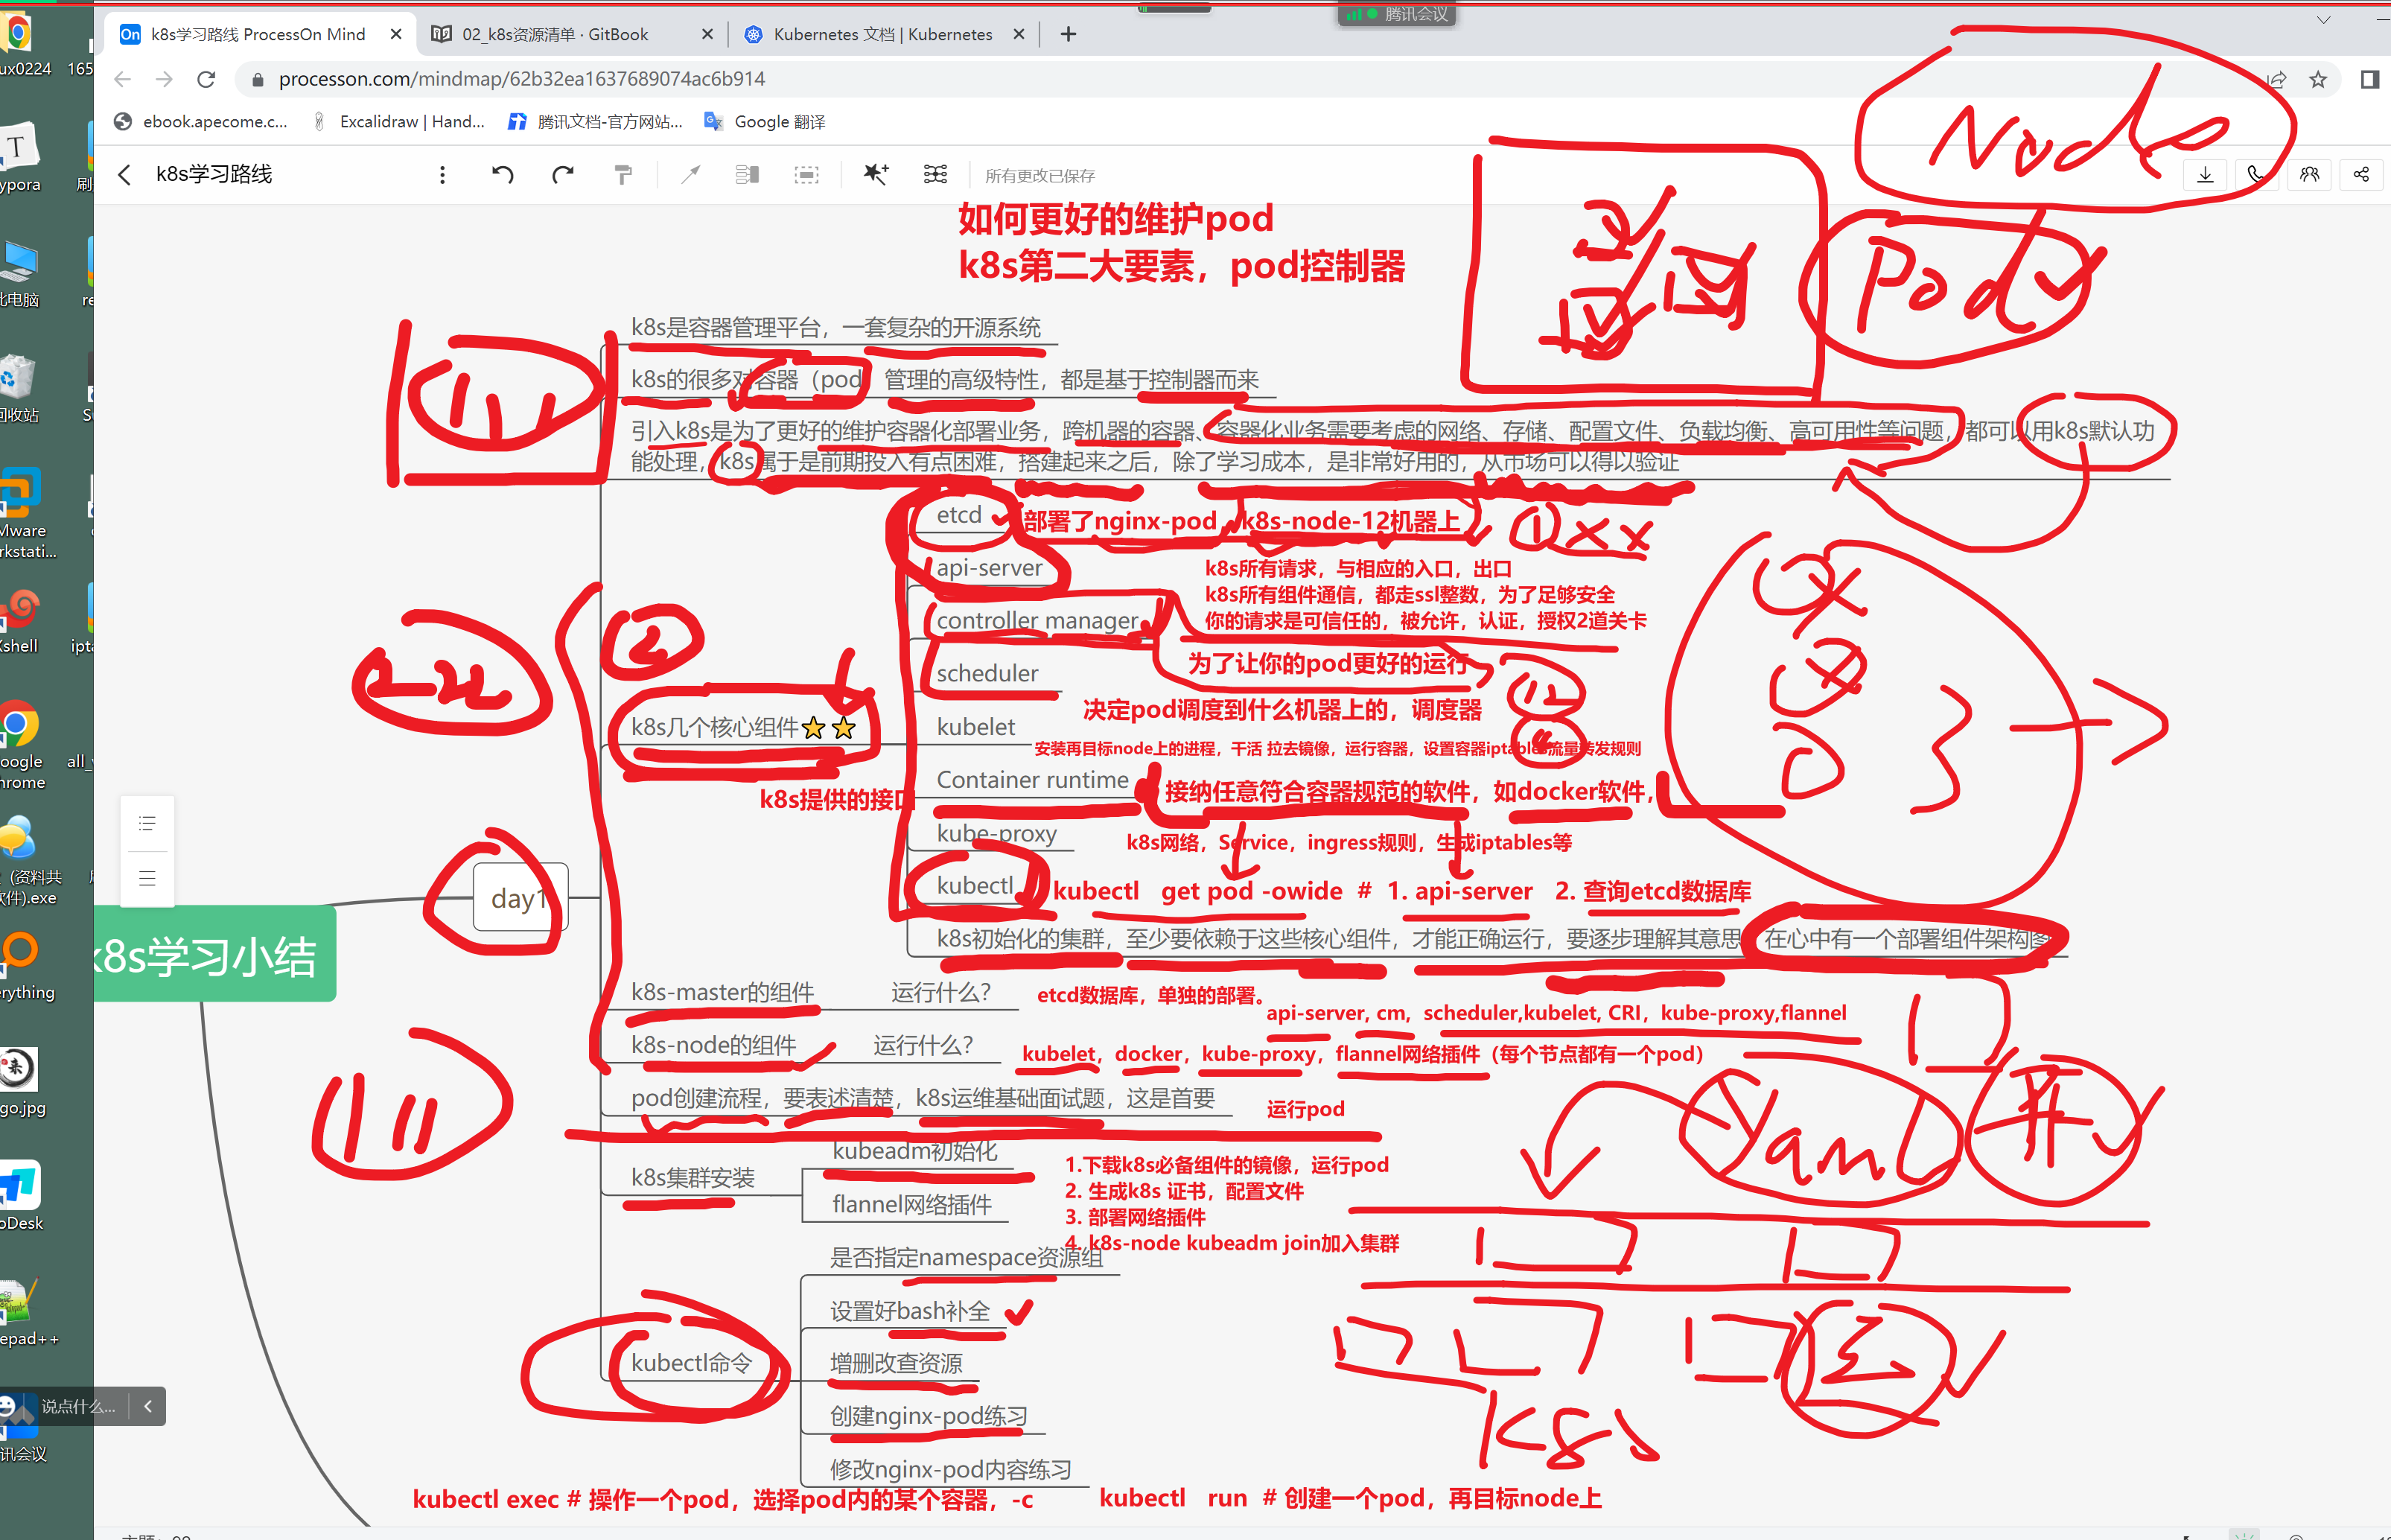 腾讯会议
k8s学习路线 ProcessOn Mind
02_k8s资源清单 · GitBook
Kubernetes 文档 | Kubernetes
processon.com/mindmap/62b32ea1637689074ac6b914
ebook.apecome.c...
Excalidraw | Hand...
腾讯文档-官方网站...
Google 翻译
k8s学习路线
所有更改已保存
Node
如何更好的维护pod
k8s第二大要素，pod控制器
Pod
k8s是容器管理平台，一套复杂的开源系统
k8s的很多对容器（pod）管理的高级特性，都是基于控制器而来
引入k8s是为了更好的维护容器化部署业务，跨机器的容器、容器化业务需要考虑的网络、存储、配置文件、负载均衡、高可用性等问题，都可以用k8s默认功
能处理，k8s属于是前期投入有点困难，搭建起来之后，除了学习成本，是非常好用的，从市场可以得以验证
etcd
部署了nginx-pod，k8s-node-12机器上
api-server
k8s所有请求，与相应的入口，出口
k8s所有组件通信，都走ssl整数，为了足够安全
你的请求是可信任的，被允许，认证，授权2道关卡
controller manager
为了让你的pod更好的运行
scheduler
决定pod调度到什么机器上的，调度器
k8s几个核心组件
kubelet
安装再目标node上的进程，干活 拉去镜像，运行容器，设置容器iptables流量转发规则
Container runtime
k8s提供的接口
接纳任意符合容器规范的软件，如docker软件，
kube-proxy
k8s网络，Service，ingress规则，生成iptables等
kubectl
kubectl get pod -owide # 1. api-server 2. 查询etcd数据库
k8s初始化的集群，至少要依赖于这些核心组件，才能正确运行，要逐步理解其意思，在心中有一个部署组件架构图
day1
k8s学习小结
k8s-master的组件
运行什么？
etcd数据库，单独的部署。
api-server, cm, scheduler,kubelet, CRI，kube-proxy,flannel
k8s-node的组件
运行什么？
kubelet，docker，kube-proxy，flannel网络插件（每个节点都有一个pod）
pod创建流程，要表述清楚，k8s运维基础面试题，这是首要
运行pod
Yaml
k8s集群安装
kubeadm初始化
flannel网络插件
1.下载k8s必备组件的镜像，运行pod
2. 生成k8s 证书，配置文件
3. 部署网络插件
4. k8s-node kubeadm join加入集群
kubectl命令
是否指定namespace资源组
设置好bash补全
增删改查资源
创建nginx-pod练习
修改nginx-pod内容练习
k8s
kubectl exec # 操作一个pod，选择pod内的某个容器，-c
kubectl run # 创建一个pod，再目标node上
说点什么...